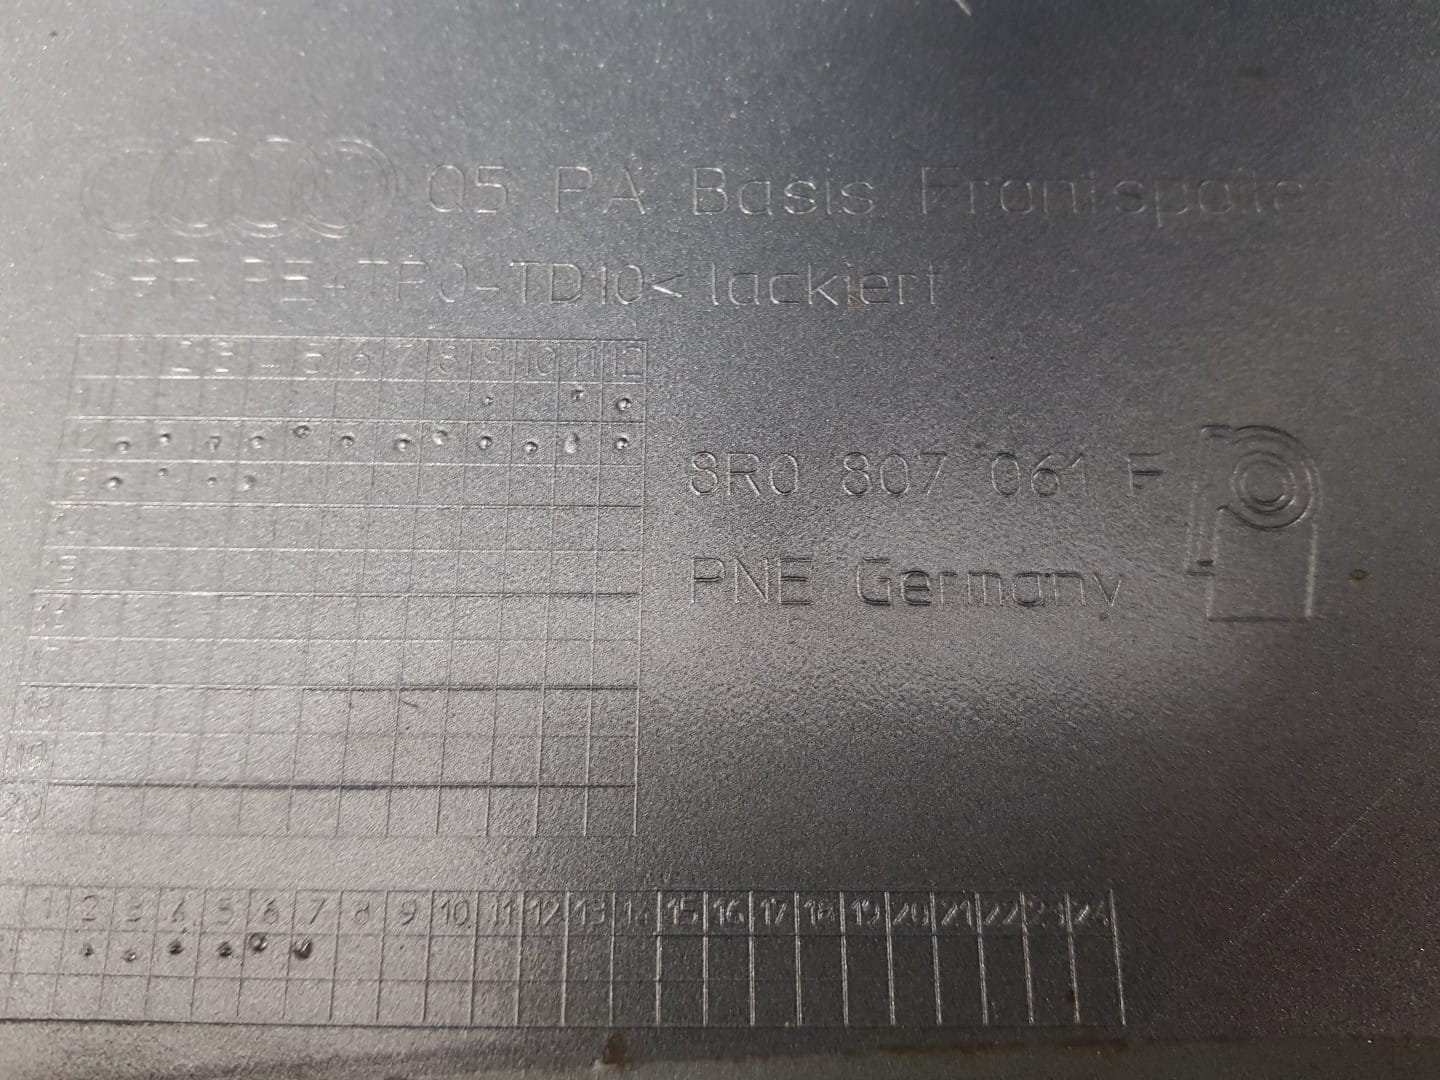 Q5 PA Basis Frontspoiler
>PP.PE+TPO-TD10< lackiert
2 3 4 5 6 7 8 9 10 11 12
11
12
8R0 807 061 F
PNE Germany
1 2 3 4 5 6 7 8 9 10 11 12 13 14 15 16 17 18 19 20 21 22 23 24